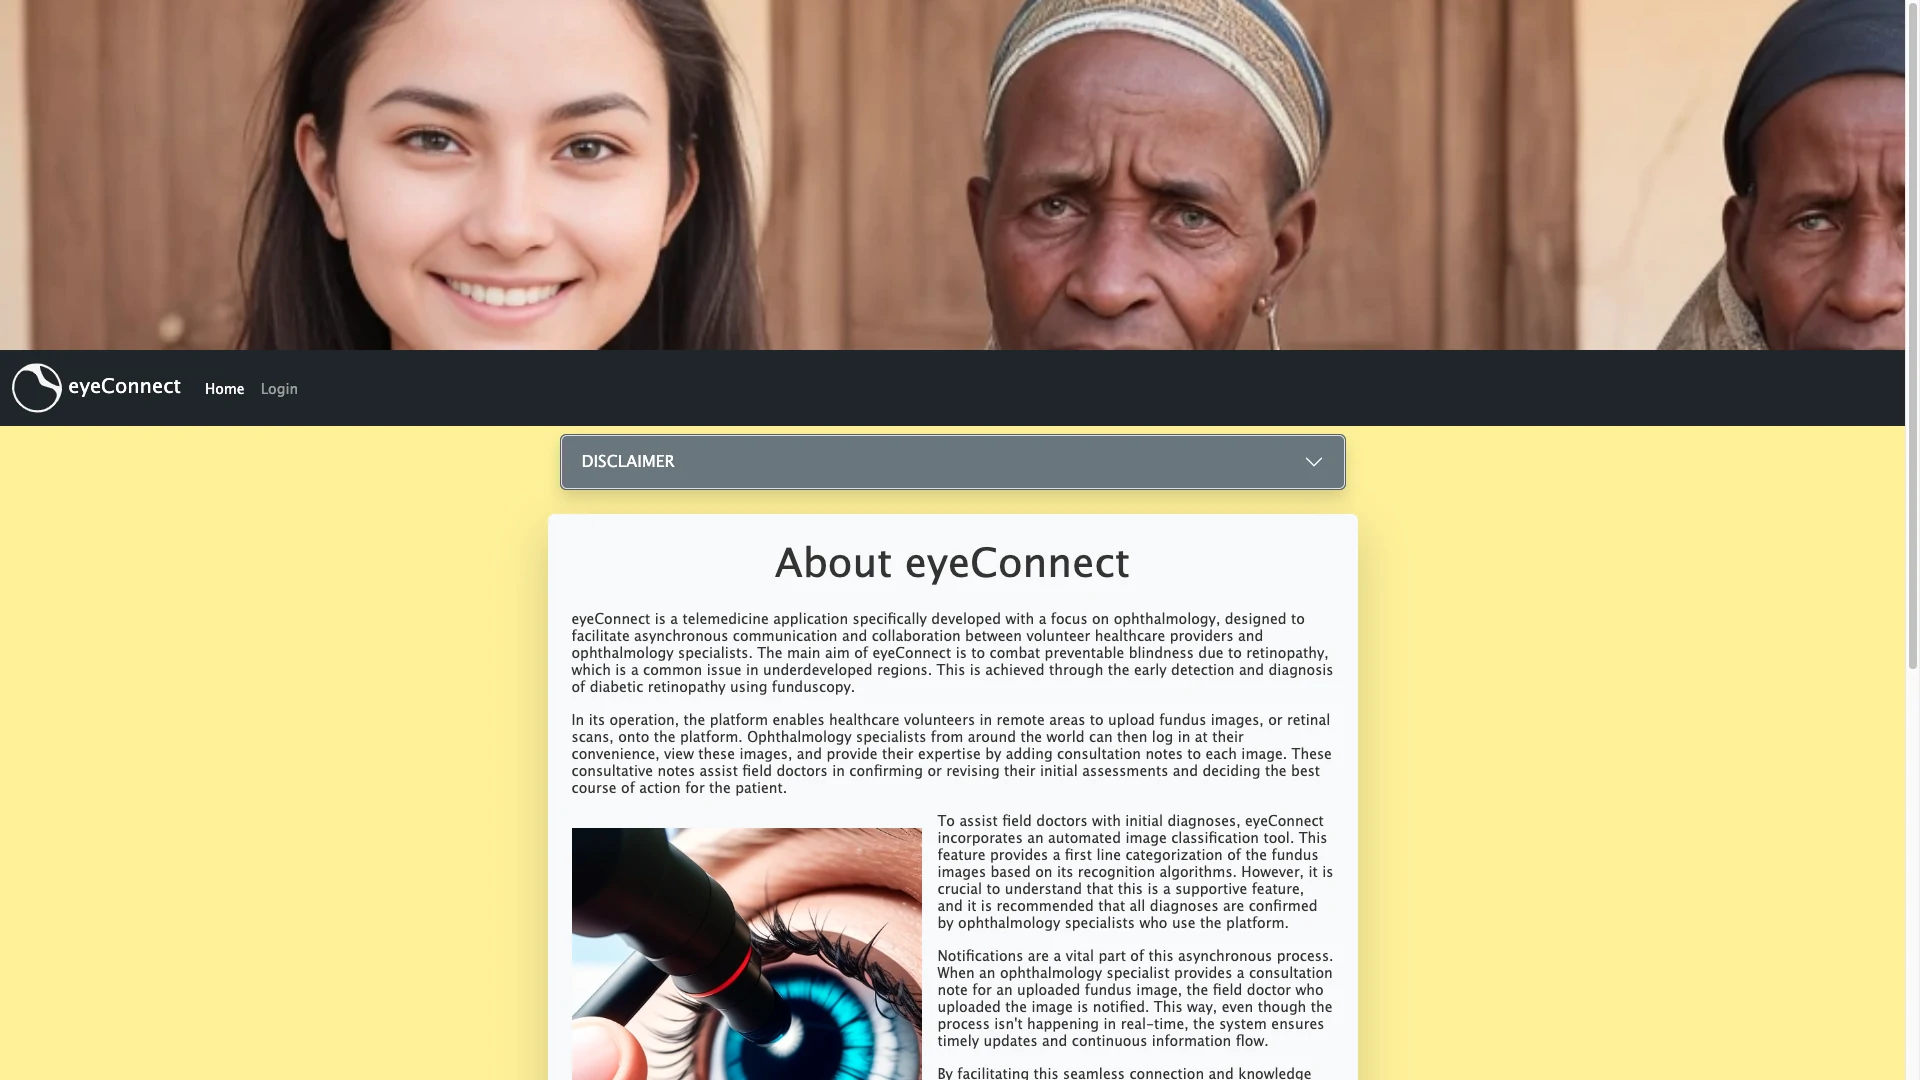 eyeConnect
Home
Login
DISCLAIMER
About eyeConnect
eyeConnect is a telemedicine application specifically developed with a focus on ophthalmology, designed to
facilitate asynchronous communication and collaboration between volunteer healthcare providers and
ophthalmology specialists. The main aim of eyeConnect is to combat preventable blindness due to retinopathy,
which is a common issue in underdeveloped regions. This is achieved through the early detection and diagnosis
of diabetic retinopathy using funduscopy.
In its operation, the platform enables healthcare volunteers in remote areas to upload fundus images, or retinal
scans, onto the platform. Ophthalmology specialists from around the world can then log in at their
convenience, view these images, and provide their expertise by adding consultation notes to each image. These
consultative notes assist field doctors in confirming or revising their initial assessments and deciding the best
course of action for the patient.
To assist field doctors with initial diagnoses, eyeConnect
incorporates an automated image classification tool. This
feature provides a first line categorization of the fundus
images based on its recognition algorithms. However, it is
crucial to understand that this is a supportive feature,
and it is recommended that all diagnoses are confirmed
by ophthalmology specialists who use the platform.
Notifications are a vital part of this asynchronous process.
When an ophthalmology specialist provides a consultation
note for an uploaded fundus image, the field doctor who
uploaded the image is notified. This way, even though the
process isn't happening in real-time, the system ensures
timely updates and continuous information flow.
By facilitating this seamless connection and knowledge